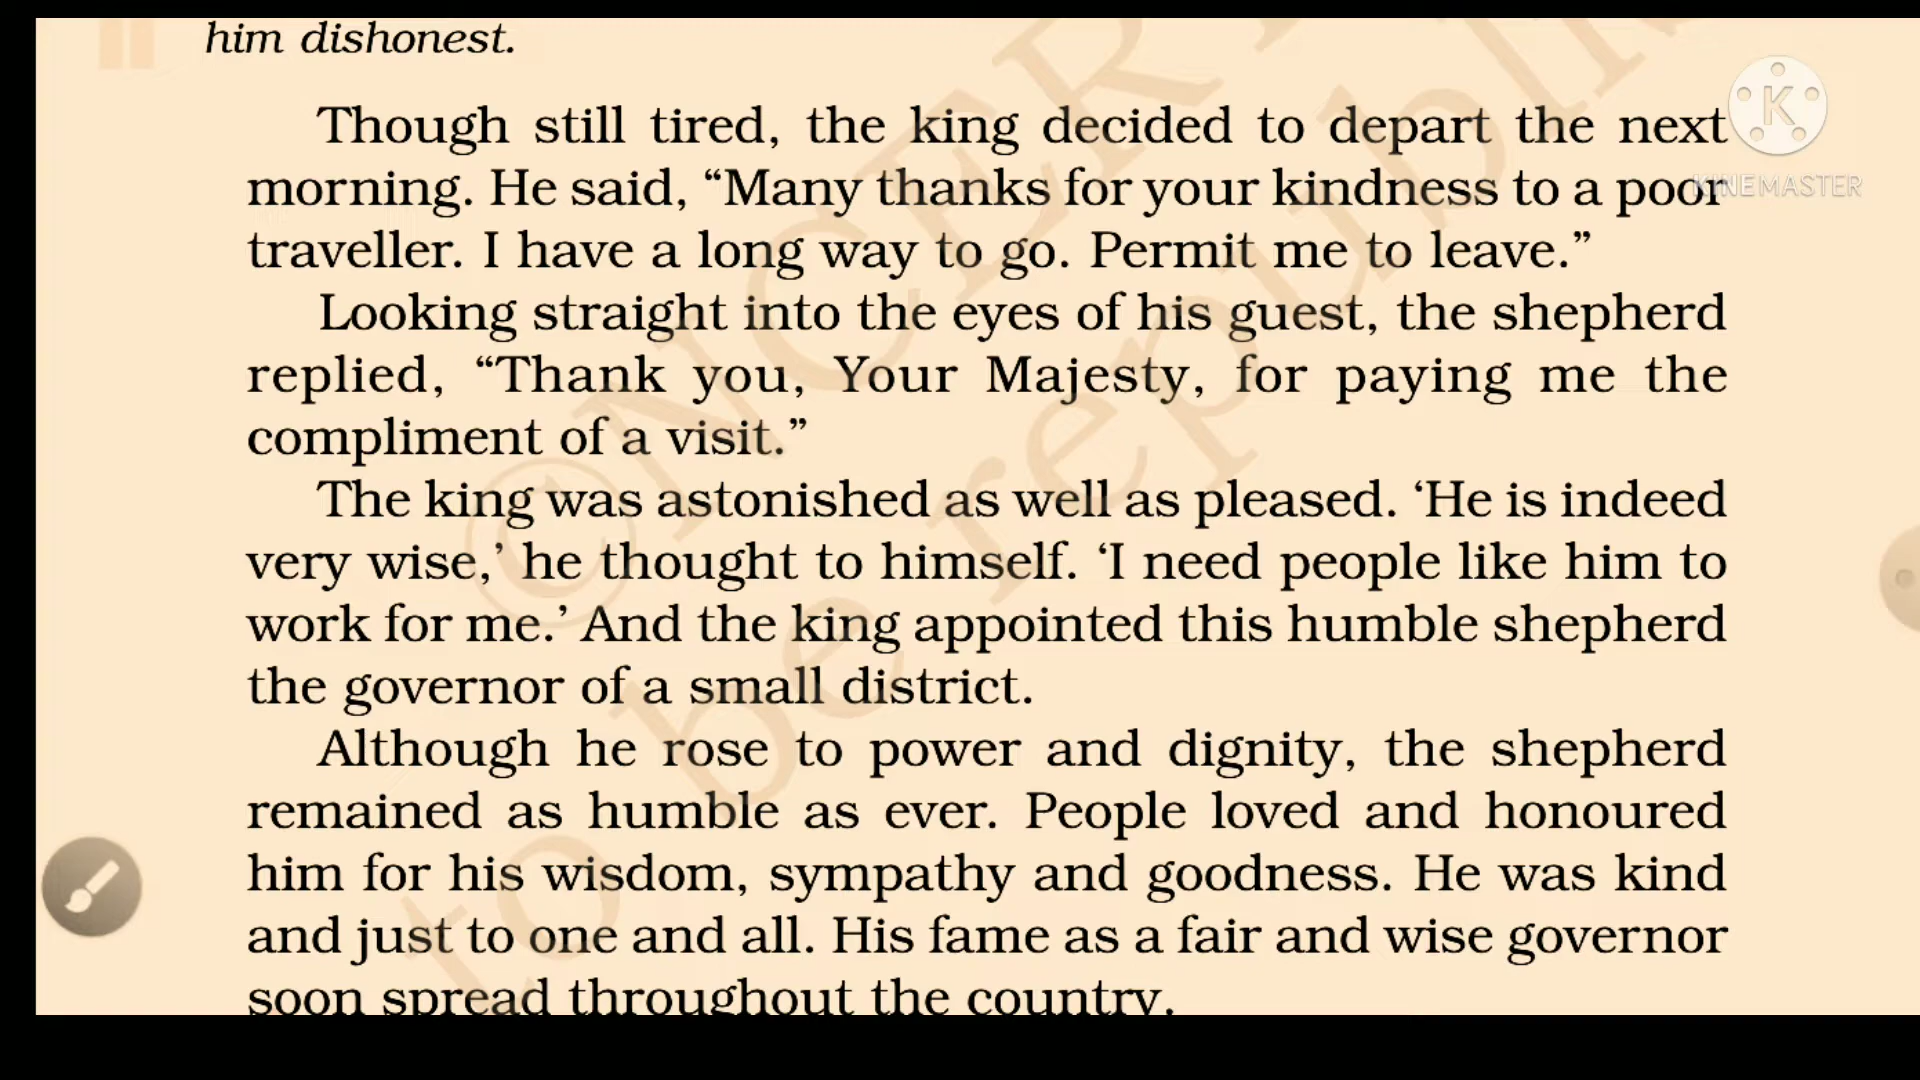 him dishonest.
Though still tired, the king decided to depart the next
morning. He said, “Many thanks for your kindness to a poor
traveller. I have a long way to go. Permit me to leave.”
Looking straight into the eyes of his guest, the shepherd
replied, “Thank you, Your Majesty, for paying me the
compliment of a visit.”
The king was astonished as well as pleased. ‘He is indeed
very wise,’ he thought to himself. ‘I need people like him to
work for me.’ And the king appointed this humble shepherd
the governor of a small district.
Although he rose to power and dignity, the shepherd
remained as humble as ever. People loved and honoured
him for his wisdom, sympathy and goodness. He was kind
and just to one and all. His fame as a fair and wise governor
soon spread throughout the country.
K
KINEMASTER
© NCERT
to be republi